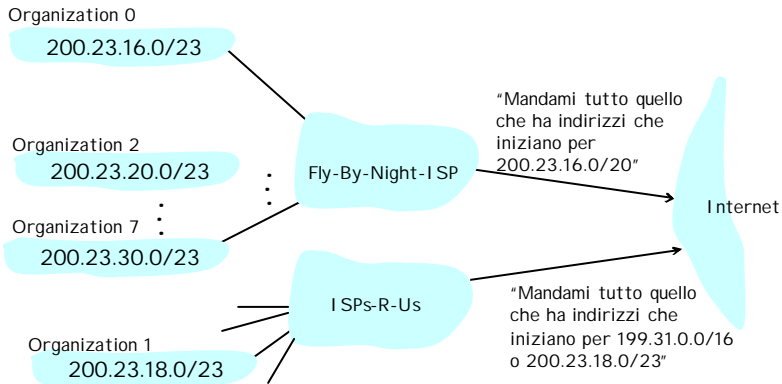 Organization 0
200.23.16.0/23
Organization 2
200.23.20.0/23
Organization 7
200.23.30.0/23
Fly-By-Night-ISP
"Mandami tutto quello
che ha indirizzi che
iniziano per
200.23.16.0/20"
Internet
ISPs-R-Us
Organization 1
200.23.18.0/23
"Mandami tutto quello
che ha indirizzi che
iniziano per 199.31.0.0/16
o 200.23.18.0/23"